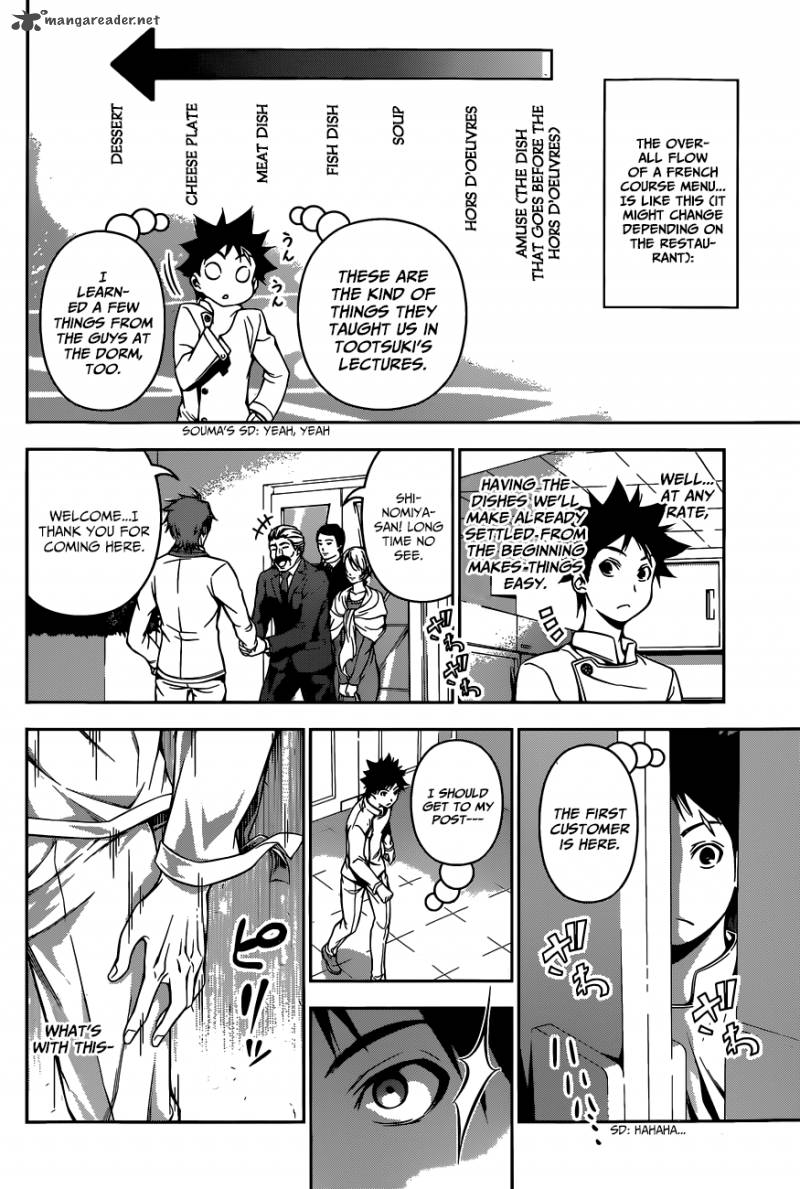 mangareader.net
THE OVER-
ALL FLOW
OF A FRENCH
COURSE MENU...
IS LIKE THIS (IT
MIGHT CHANGE
DEPENDING ON
THE RESTAU-
RANT):
AMUSE (THE DISH
THAT GOES BEFORE THE
HORS D'OEUVRES)
HORS D'OEUVRES
SOUP
FISH DISH
MEAT DISH
CHEESE PLATE
DESSERT
THESE ARE
THE KIND OF
THINGS THEY
TAUGHT US IN
TOOTSUKI'S
LECTURES.
うん
うん
I
LEARN-
ED A FEW
THINGS FROM
THE GUYS AT
THE DORM,
TOO.
SOUMA'S SD: YEAH, YEAH
WELL...
AT ANY
RATE,
HAVING THE
DISHES WE'LL
MAKE ALREADY
SETTLED FROM
THE BEGINNING
MAKES THINGS
EASY.
SHI-
NOMIYA-
SAN! LONG
TIME NO
SEE.
WELCOME...I
THANK YOU FOR
COMING HERE.
ざわ
ざわ
THE FIRST
CUSTOMER
IS HERE.
ざわ
ざわ
SD: HAHAHA...
I SHOULD
GET TO MY
POST---
ピリッ
WHAT'S
WITH THIS-